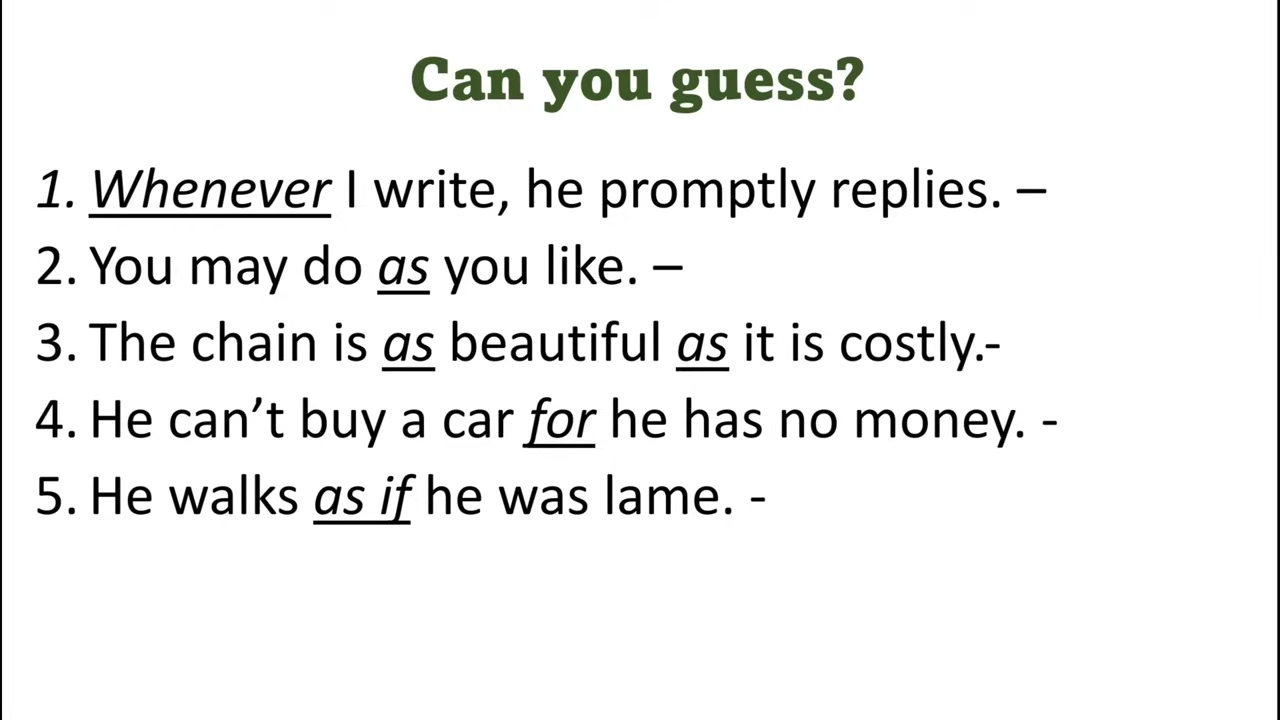 Can you guess?
1. Whenever I write, he promptly replies. –
2. You may do as you like. –
3. The chain is as beautiful as it is costly.-
4. He can’t buy a car for he has no money. -
5. He walks as if he was lame. -